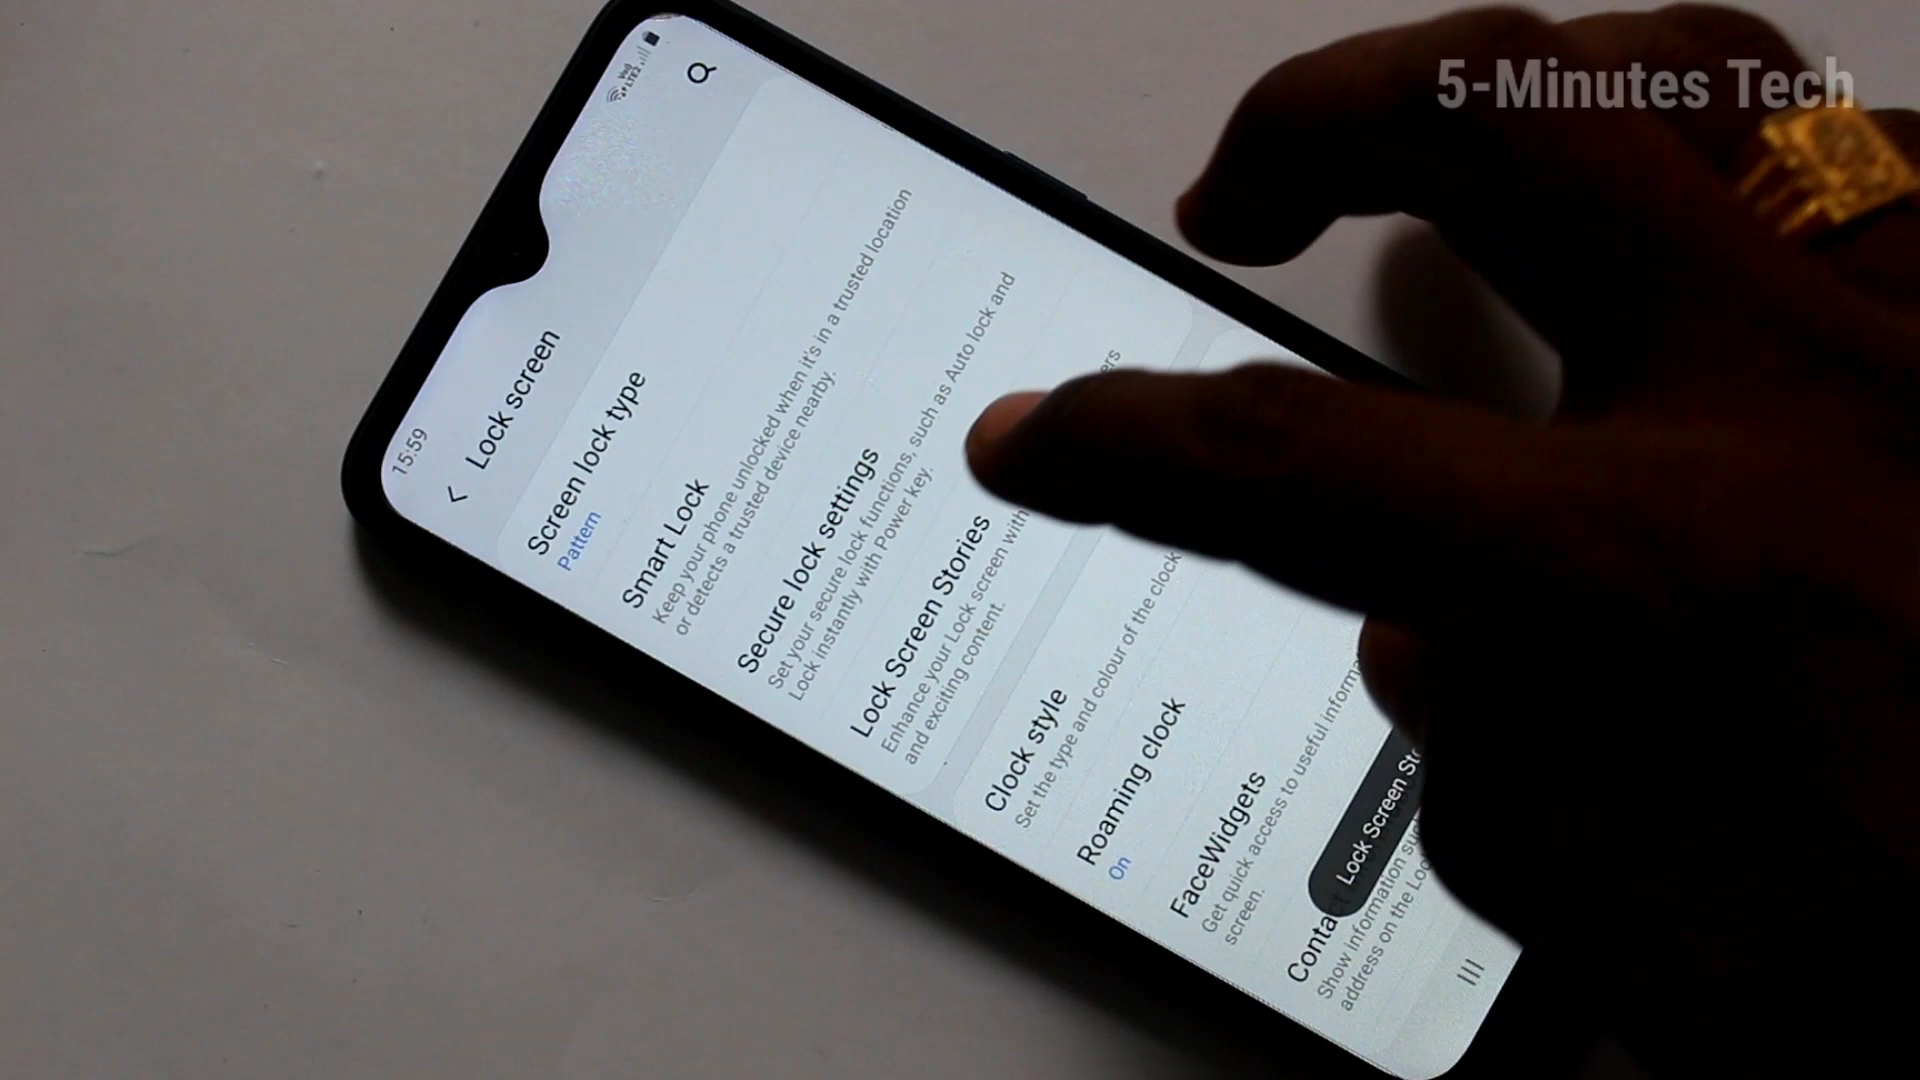 5-Minutes Tech
15:59
LTE2
Lock screen
Screen lock type
Pattern
Smart Lock
Keep your phone unlocked when it's in a trusted location
or detects a trusted device nearby.
Secure lock settings
Set your secure lock functions, such as Auto lock and
Lock instantly with Power key.
Lock Screen Stories
Enhance your Lock screen with
and exciting content.
Clock style
Set the type and colour of the clock
Roaming clock
On
FaceWidgets
Get quick access to useful
screen.
Show information
address on the
Lock Screen